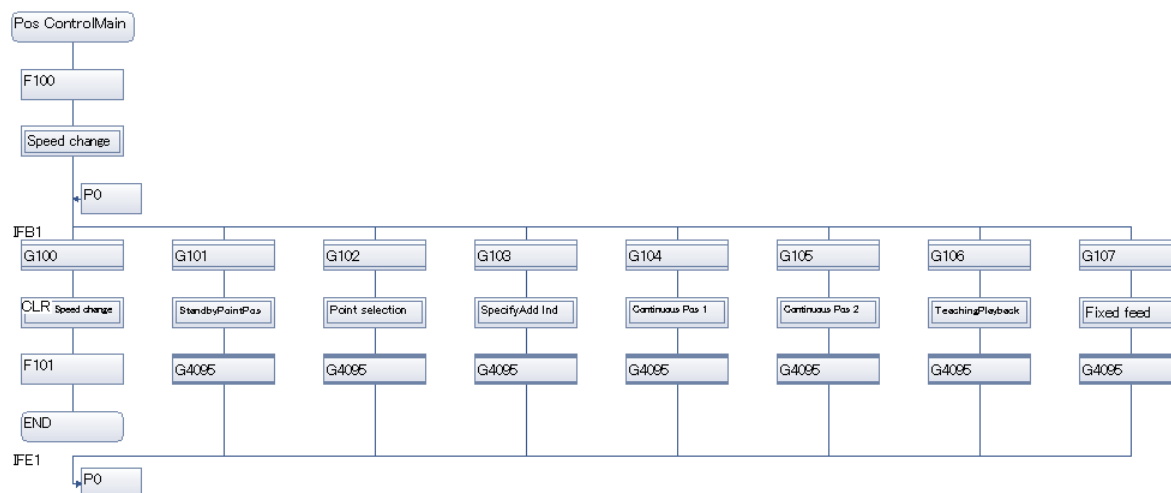 Pos ControlMain
F100
Speed change
P0
IFB1
G100 G101 G102 G103 G104 G105 G106 G107
CLR Speed change StandbyPointPos Point selection SpecifyAdd Ind Continuous Pos 1 Continuous Pos 2 TeachingPlayback Fixed feed
F101 G4095 G4095 G4095 G4095 G4095 G4095 G4095
END
IFE1
P0